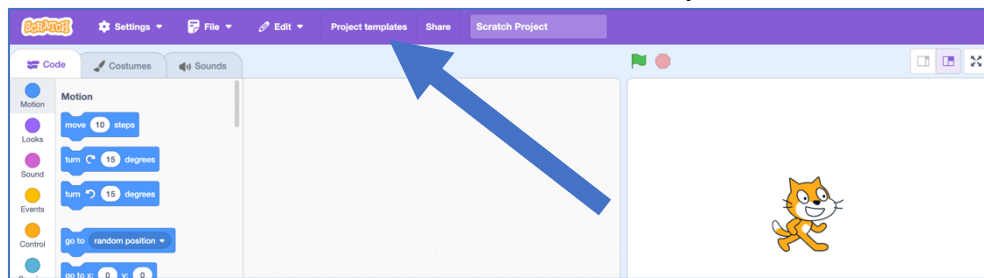 SCRATCH Settings File Edit Project templates Share Scratch Project
Code Costumes Sounds
Motion
Looks
Sound
Events
Control
Motion
move 10 steps
turn 15 degrees
turn 15 degrees
go to random position
go to x: 0 y: 0